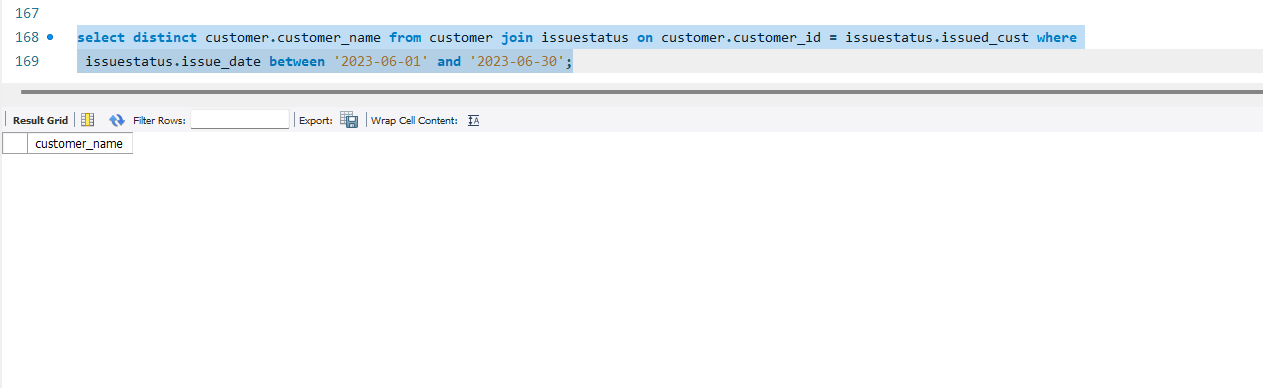 167
168 select distinct customer.customer_name from customer join issuestatus on customer.customer_id = issuestatus.issued_cust where
169 issuestatus.issue_date between '2023-06-01' and '2023-06-30';
Result Grid Filter Rows: Export: Wrap Cell Content: IA
customer_name